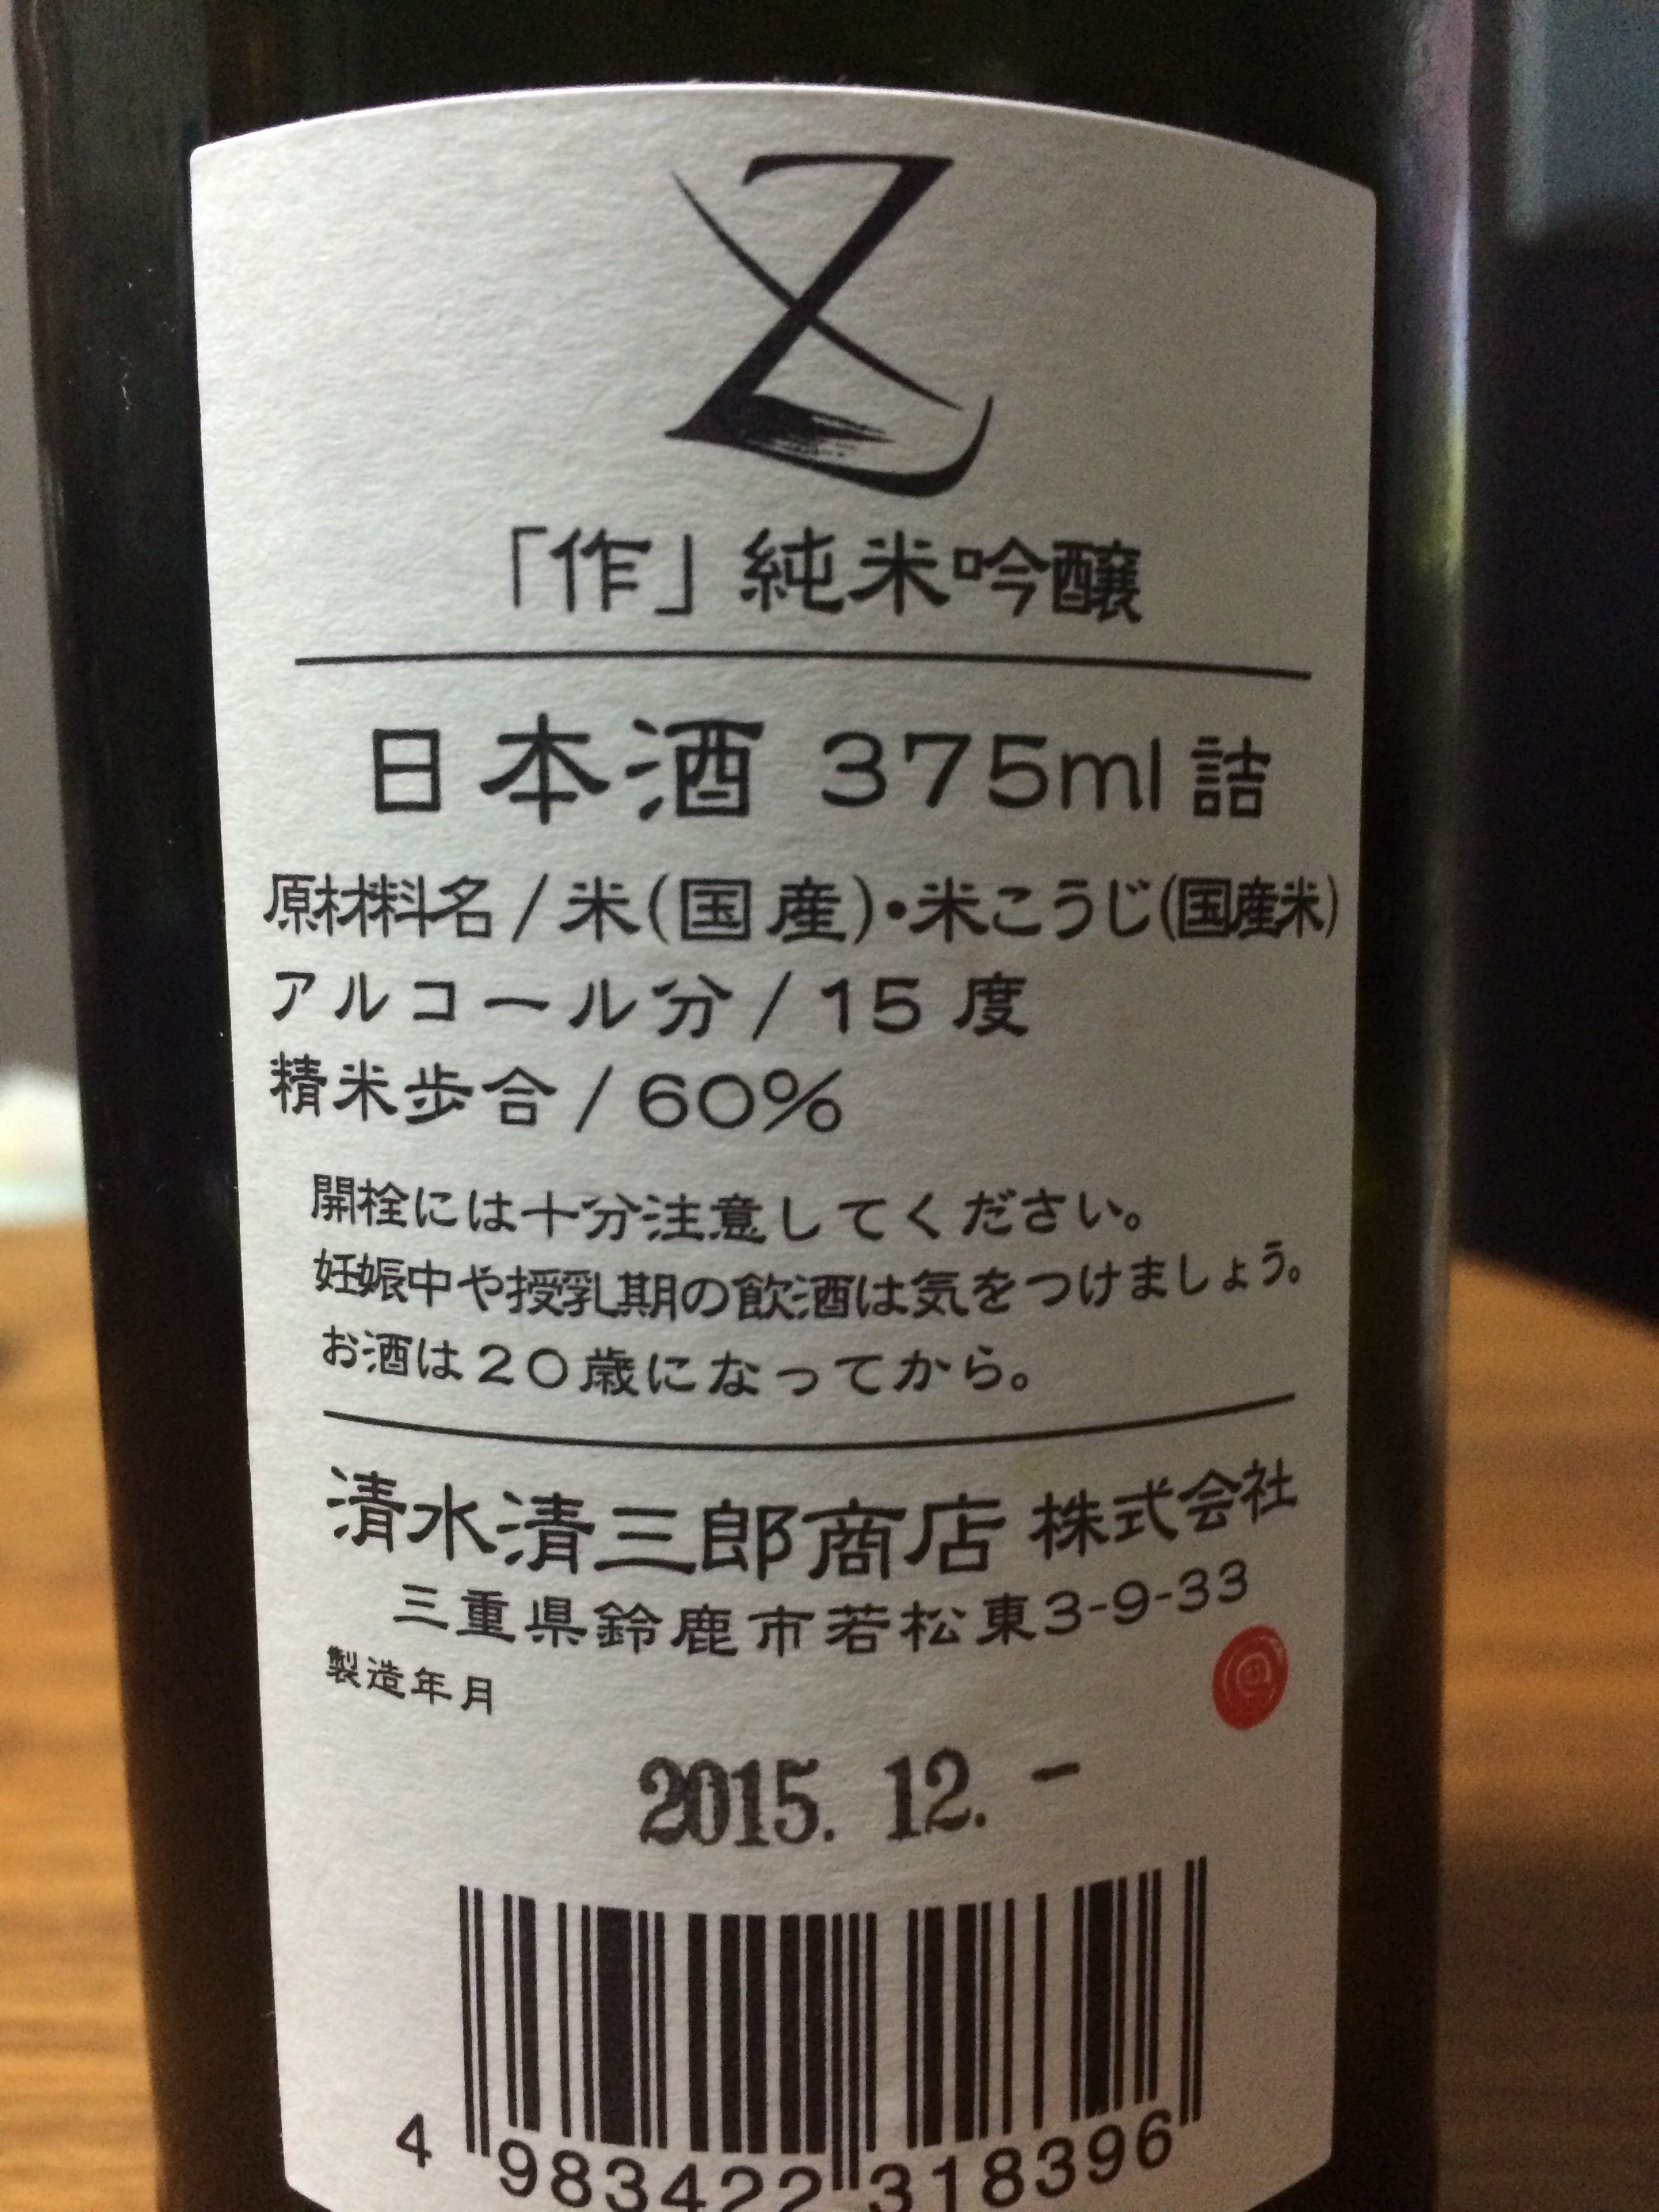 Z
「作」純米吟醸
日本酒 375ml 詰
原材料名/米(国産)・米こうじ(国産米)
アルコール分/15度
精米歩合/60%
開栓には十分注意してください。
妊娠中や授乳期の飲酒は気をつけましょう。
お酒は20歳になってから。
清水清三郎商店 株式会社
三重県鈴鹿市若松東3-9-33
製造年月
2015. 12. -
4 983422 318396